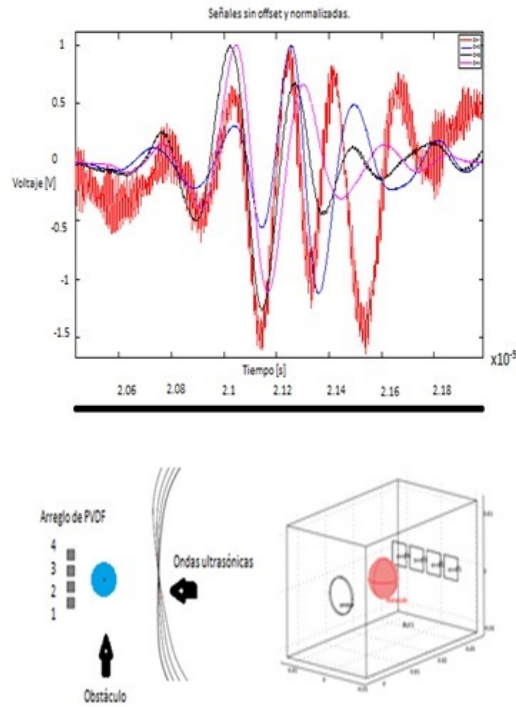 Señales sin offset y normalizadas.
1
0.5
0
Voltaje [V]
-0.5
-1
-1.5
Tiempo [s]
x10-5
2.06 2.08 2.1 2.12 2.14 2.16 2.18
Arreglo de PVDF
4
3
2
1
Ondas ultrasónicas
Obstáculo